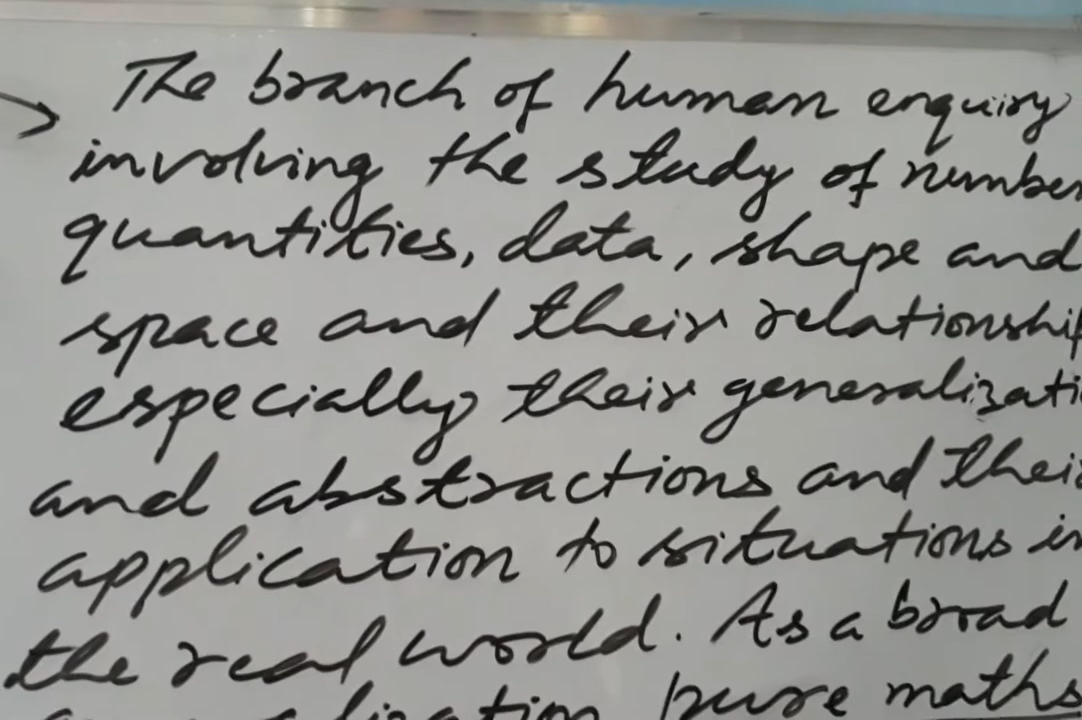 The branch of human enquiry
involving the study of number
quantities, data, shape and
space and their relationship
especially their generalizati
and abstractions and their
application to situations in
the real world. As a broad
pure maths